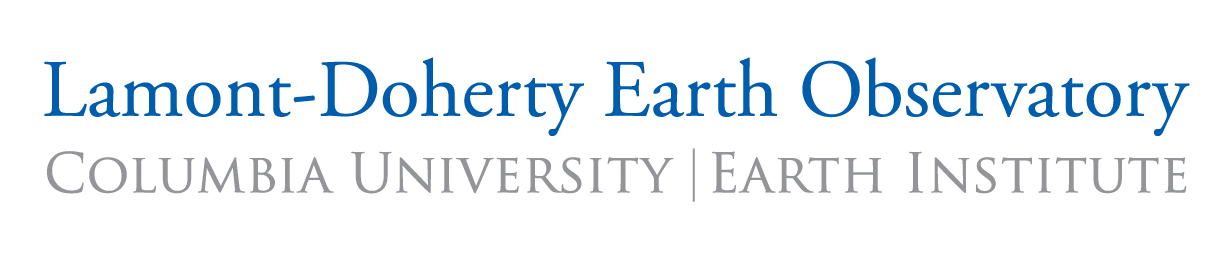 Lamont-Doherty Earth Observatory
COLUMBIA UNIVERSITY | EARTH INSTITUTE